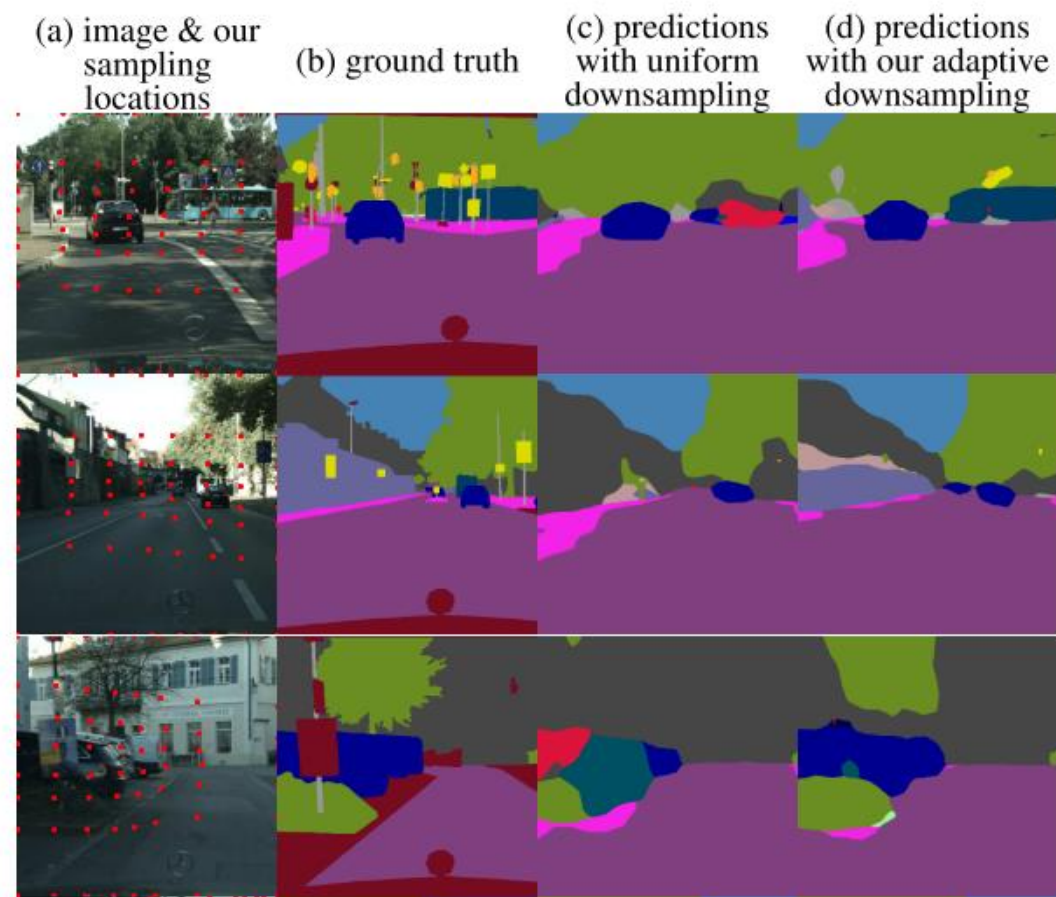 (a) image & our
sampling
locations
(b) ground truth
(c) predictions
with uniform
downsampling
(d) predictions
with our adaptive
downsampling